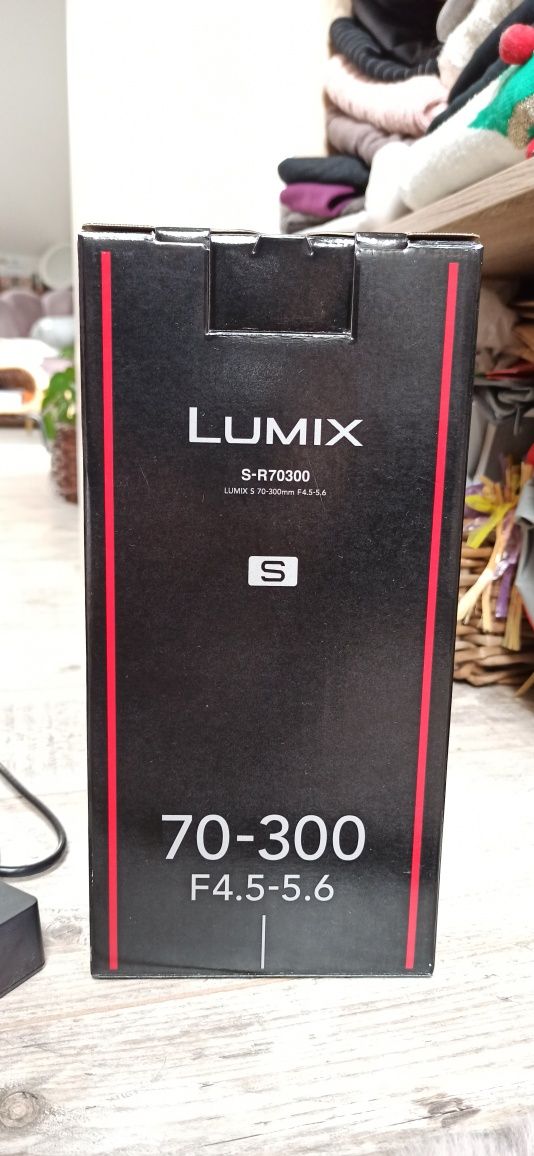 LUMIX
S-R70300
LUMIX S 70-300mm F4.5-5.6
S
70-300
F4.5-5.6